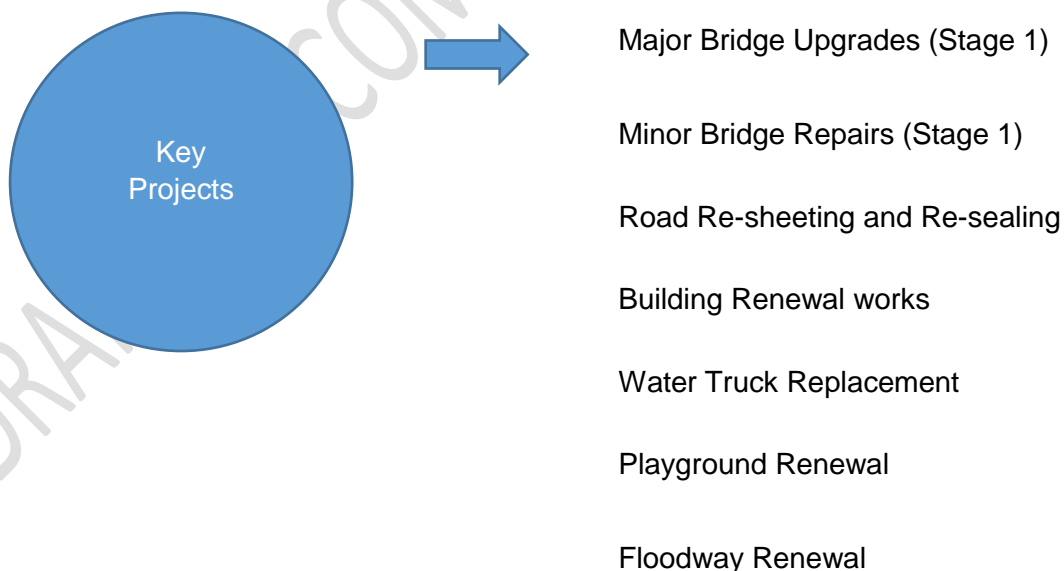 Key
Projects
Major Bridge Upgrades (Stage 1)
Minor Bridge Repairs (Stage 1)
Road Re-sheeting and Re-sealing
Building Renewal works
Water Truck Replacement
Playground Renewal
Floodway Renewal